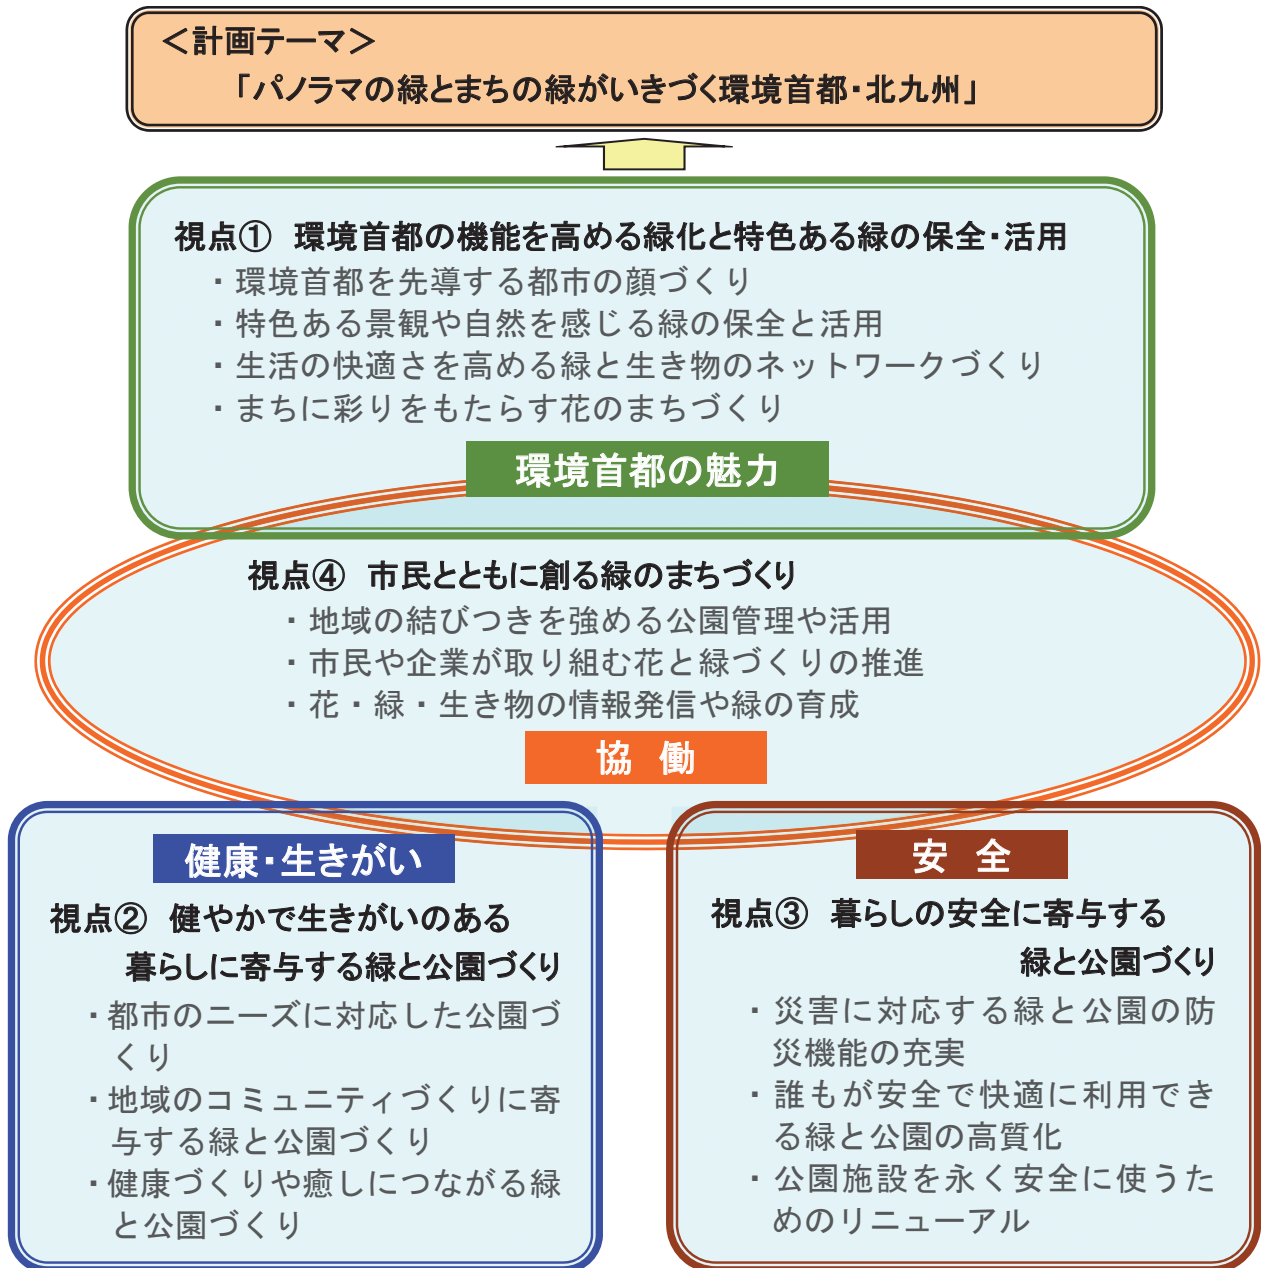 ＜計画テーマ＞
「パノラマの緑とまちの緑がいきづく環境首都・北九州」
視点① 環境首都の機能を高める緑化と特色ある緑の保全・活用
・環境首都を先導する都市の顔づくり
・特色ある景観や自然を感じる緑の保全と活用
・生活の快適さを高める緑と生き物のネットワークづくり
・まちに彩りをもたらす花のまちづくり
環境首都の魅力
視点④ 市民とともに創る緑のまちづくり
・地域の結びつきを強める公園管理や活用
・市民や企業が取り組む花と緑づくりの推進
・花・緑・生き物の情報発信や緑の育成
協 働
健康・生きがい
視点② 健やかで生きがいのある
暮らしに寄与する緑と公園づくり
・都市のニーズに対応した公園づ
くり
・地域のコミュニティづくりに寄
与する緑と公園づくり
・健康づくりや癒しにつながる緑
と公園づくり
安 全
視点③ 暮らしの安全に寄与する
緑と公園づくり
・災害に対応する緑と公園の防
災機能の充実
・誰もが安全で快適に利用でき
る緑と公園の高質化
・公園施設を永く安全に使うた
めのリニューアル